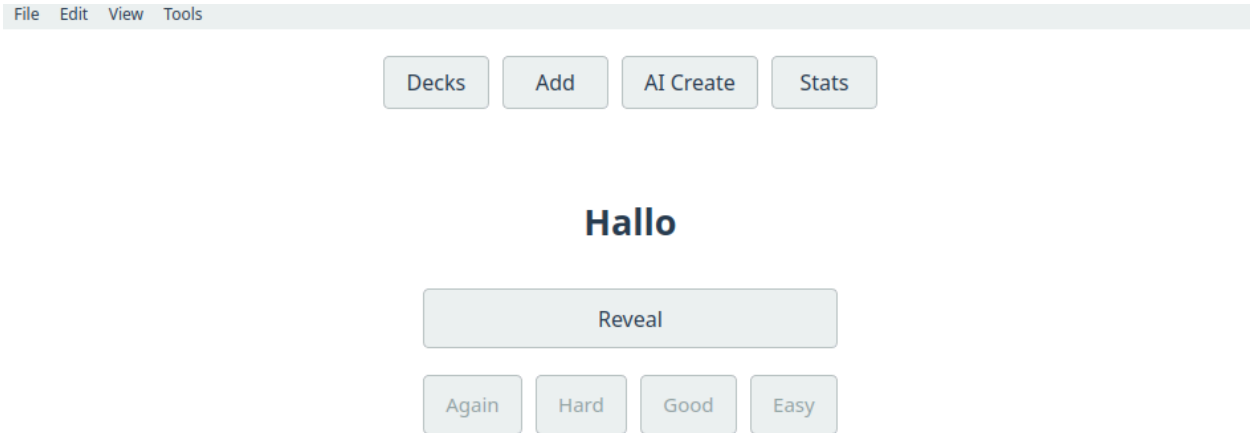 File Edit View Tools
Decks Add AI Create Stats
Hallo
Reveal
Again Hard Good Easy